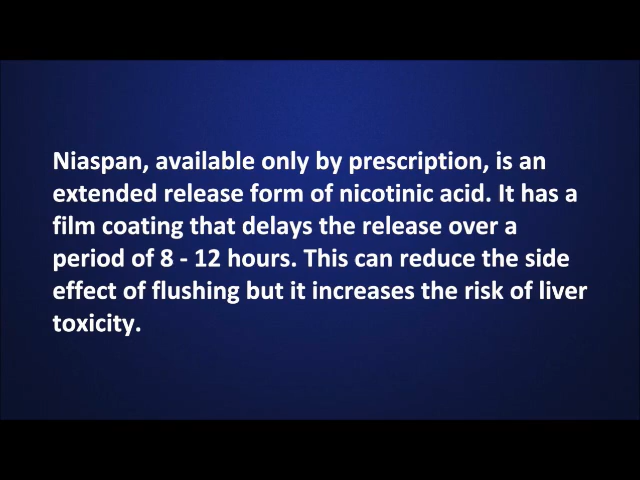 Niaspan, available only by prescription, is an
extended release form of nicotinic acid. It has a
film coating that delays the release over a
period of 8 - 12 hours. This can reduce the side
effect of flushing but it increases the risk of liver
toxicity.